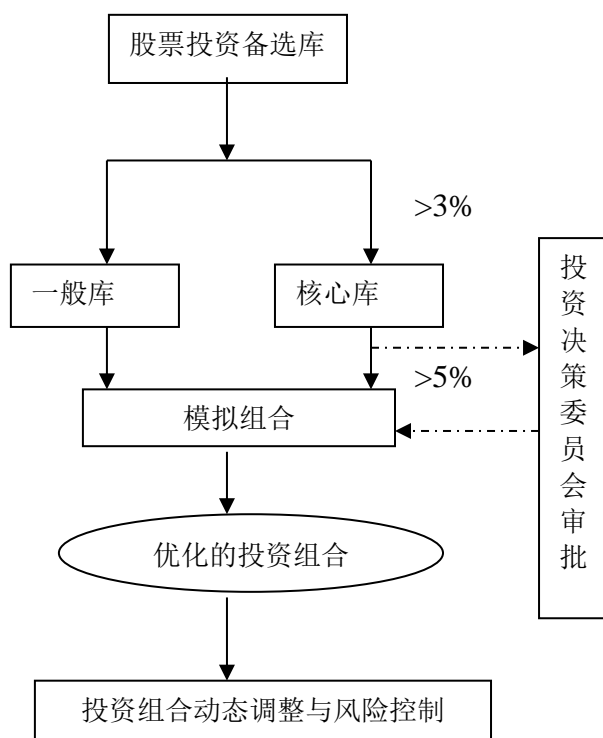 股票投资备选库
>3%
一般库
核心库
投资决策委员会审批
>5%
模拟组合
优化的投资组合
投资组合动态调整与风险控制